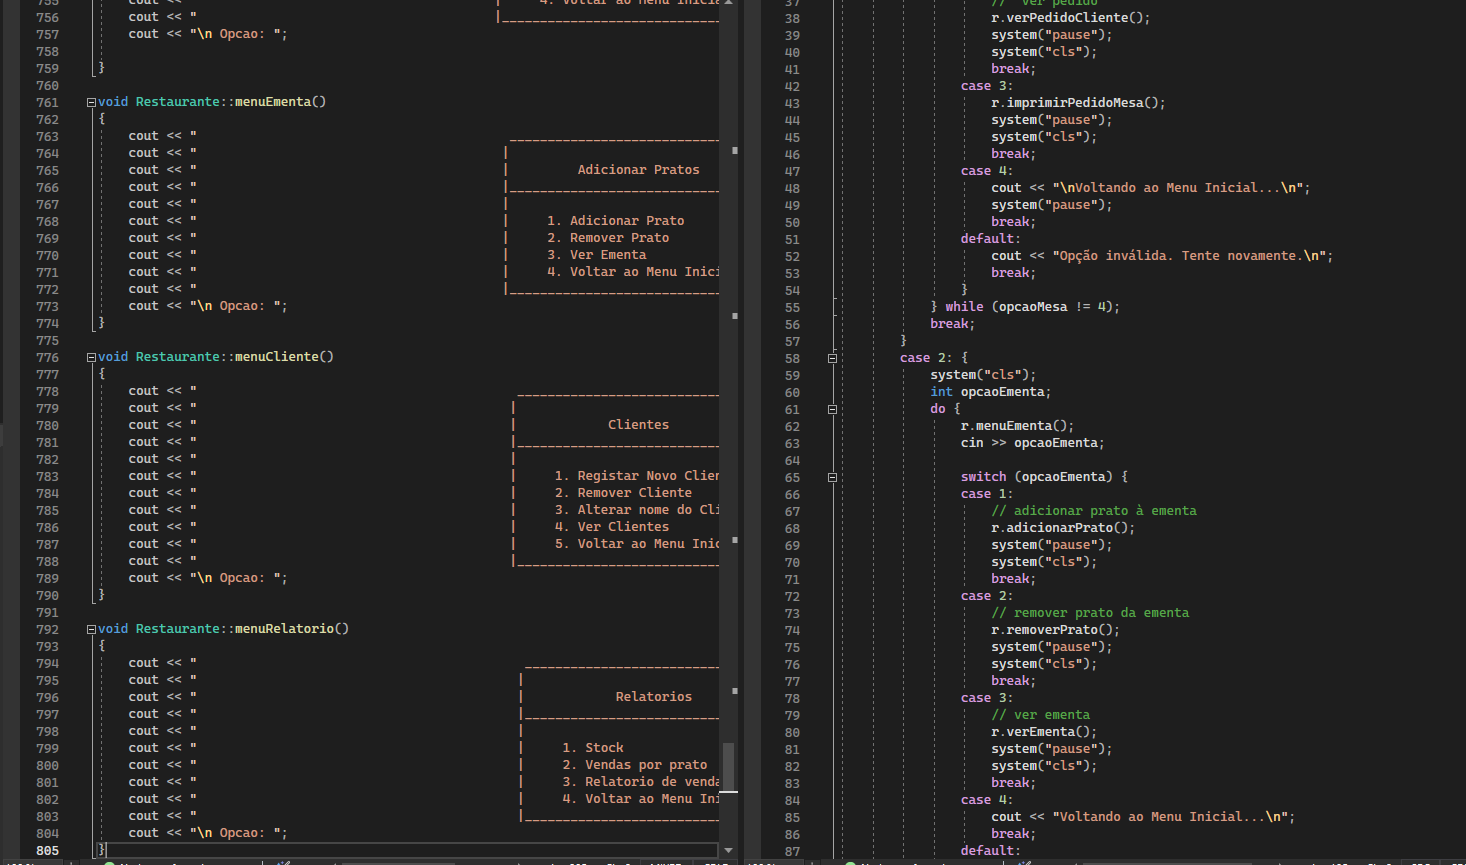 755 cout << " | 4. Voltar ao Menu Inicia
756 cout << " |______________________________
757 cout << "\n Opcao: ";
758
759 }
760
761 void Restaurante::menuEmenta()
762 {
763 cout << " ____________________________
764 cout << " |
765 cout << " | Adicionar Pratos
766 cout << " |____________________________
767 cout << " |
768 cout << " | 1. Adicionar Prato
769 cout << " | 2. Remover Prato
770 cout << " | 3. Ver Ementa
771 cout << " | 4. Voltar ao Menu Inici
772 cout << " |____________________________
773 cout << "\n Opcao: ";
774 }
775
776 void Restaurante::menuCliente()
777 {
778 cout << " ___________________________
779 cout << " |
780 cout << " | Clientes
781 cout << " |___________________________
782 cout << " |
783 cout << " | 1. Registar Novo Clien
784 cout << " | 2. Remover Cliente
785 cout << " | 3. Alterar nome do Cli
786 cout << " | 4. Ver Clientes
787 cout << " | 5. Voltar ao Menu Inic
788 cout << " |___________________________
789 cout << "\n Opcao: ";
790 }
791
792 void Restaurante::menuRelatorio()
793 {
794 cout << " __________________________
795 cout << " |
796 cout << " | Relatorios
797 cout << " |__________________________
798 cout << " |
799 cout << " | 1. Stock
800 cout << " | 2. Vendas por prato
801 cout << " | 3. Relatorio de venda
802 cout << " | 4. Voltar ao Menu Ini
803 cout << " |__________________________
804 cout << "\n Opcao: ";
805 }
37 // ver pedido
38 r.verPedidoCliente();
39 system("pause");
40 system("cls");
41 break;
42 case 3:
43 r.imprimirPedidoMesa();
44 system("pause");
45 system("cls");
46 break;
47 case 4:
48 cout << "\nVoltando ao Menu Inicial...\n";
49 system("pause");
50 break;
51 default:
52 cout << "Opção inválida. Tente novamente.\n";
53 break;
54 }
55 } while (opcaoMesa != 4);
56 break;
57 }
58 case 2: {
59 system("cls");
60 int opcaoEmenta;
61 do {
62 r.menuEmenta();
63 cin >> opcaoEmenta;
64
65 switch (opcaoEmenta) {
66 case 1:
67 // adicionar prato à ementa
68 r.adicionarPrato();
69 system("pause");
70 system("cls");
71 break;
72 case 2:
73 // remover prato da ementa
74 r.removerPrato();
75 system("pause");
76 system("cls");
77 break;
78 case 3:
79 // ver ementa
80 r.verEmenta();
81 system("pause");
82 system("cls");
83 break;
84 case 4:
85 cout << "Voltando ao Menu Inicial...\n";
86 break;
87 default: